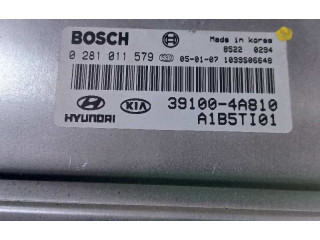 BOSCH
Made in Korea
8522 0294
0 281 011 579
05-01-07 1039S06648
HYUNDAI
KIA
39100-4A810
A1B5TI01